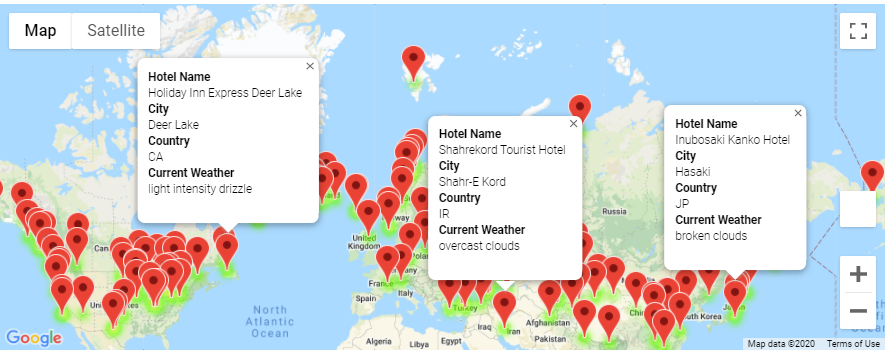 Map
Satellite
Hotel Name
Holiday Inn Express Deer Lake
City
Deer Lake
Country
CA
Current Weather
light intensity drizzle
Hotel Name
Shahrekord Tourist Hotel
City
Shahr-E Kord
Country
IR
Current Weather
overcast clouds
Hotel Name
Inubosaki Kanko Hotel
City
Hasaki
Country
JP
Current Weather
broken clouds
Russia
United
Kingdom
France
Spain
Italy
Turkey
Iraq
Iran
Afghanistan
Pakistan
Algeria
Libya
Egypt
South Korea
North
Atlantic
Ocean
Google
Map data ©2020
Terms of Use